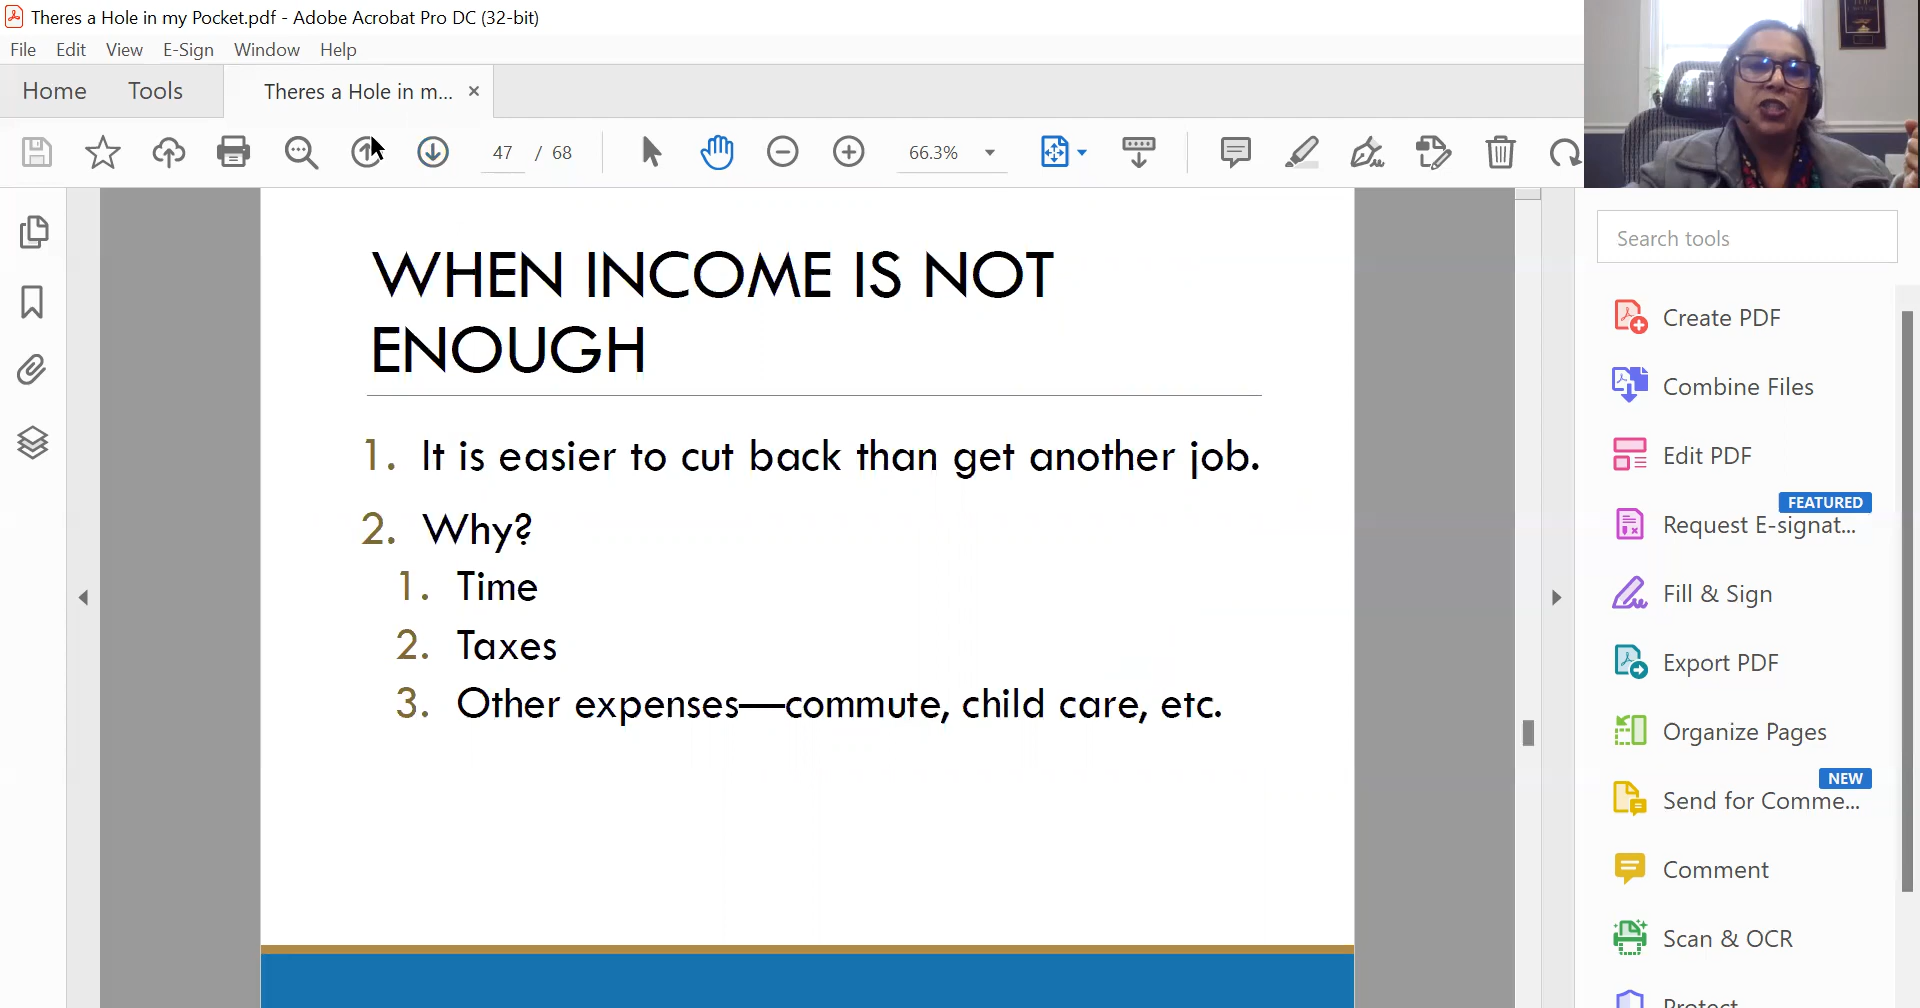 Theres a Hole in my Pocket.pdf - Adobe Acrobat Pro DC (32-bit)
File Edit View E-Sign Window Help
Home Tools Theres a Hole in m... ×
47 / 68 66.3%
WHEN INCOME IS NOT
ENOUGH
1. It is easier to cut back than get another job.
2. Why?
1. Time
2. Taxes
3. Other expenses—commute, child care, etc.
Search tools
Create PDF
Combine Files
Edit PDF
FEATURED
Request E-signat...
Fill & Sign
Export PDF
Organize Pages
NEW
Send for Comme...
Comment
Scan & OCR
Protect